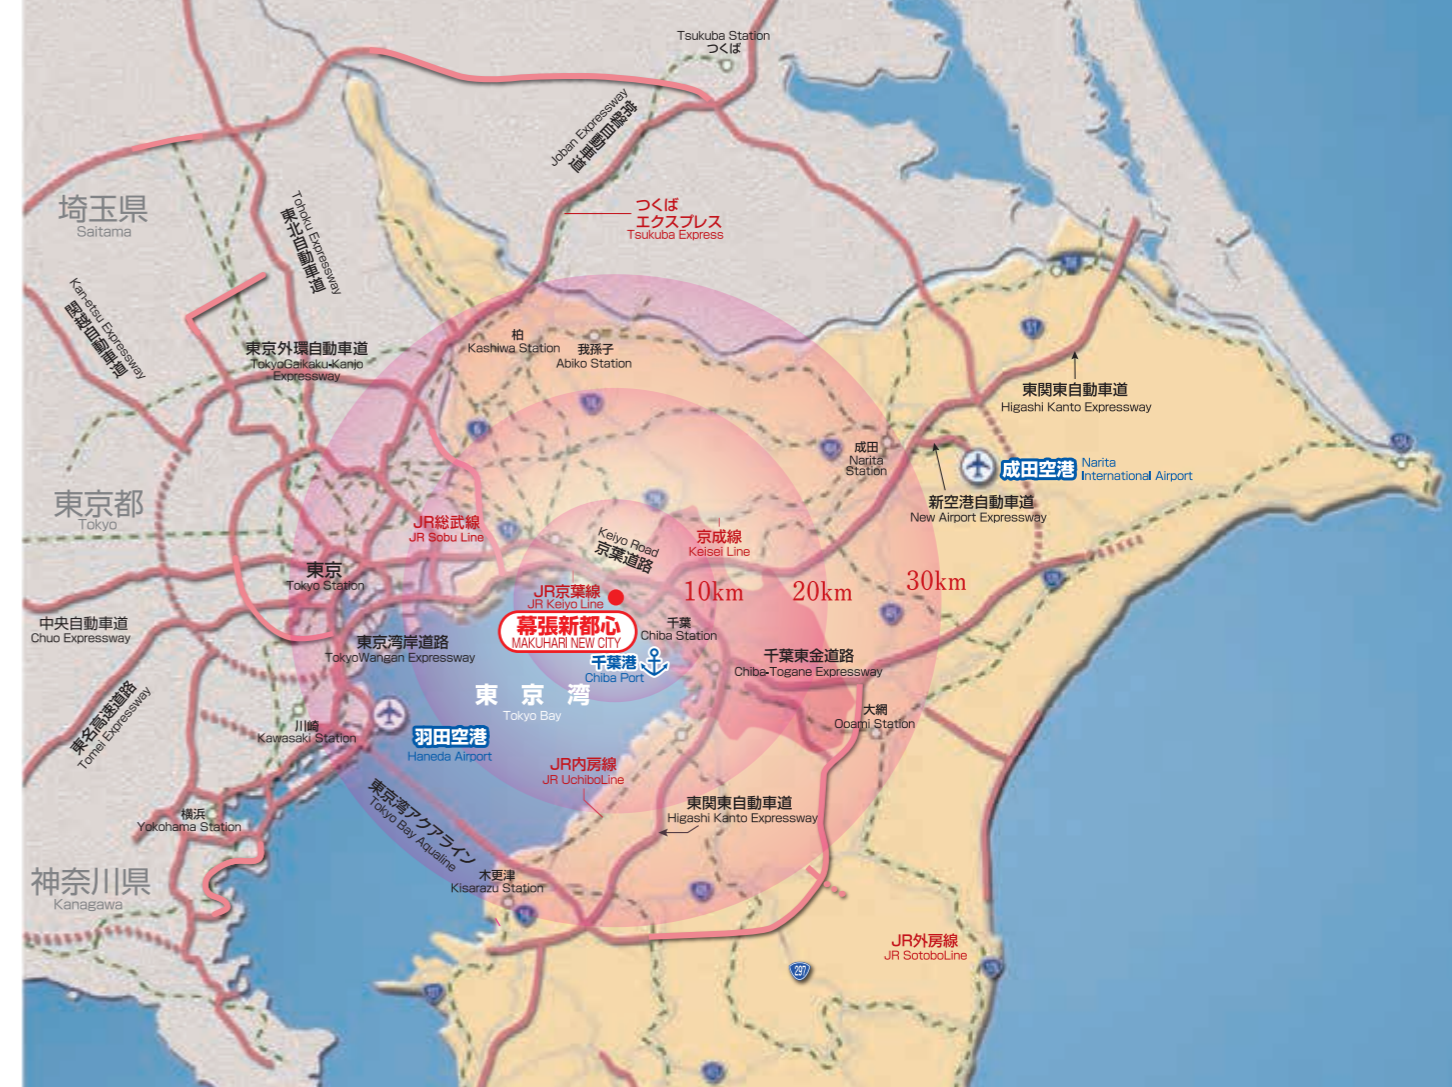 Tsukuba Station
つくば
Joban Expressway
常磐自動車道
つくば
エクスプレス
Tsukuba Express
埼玉県
Saitama
Tohoku Expressway
東北自動車道
Kan-etsu Expressway
関越自動車道
東京外環自動車道
TokyoGaikaku-Kanjo
Expressway
柏
Kashiwa Station
我孫子
Abiko Station
51
東関東自動車道
Higashi Kanto Expressway
6
成田
Narita
Station
成田空港
Narita
International Airport
新空港自動車道
New Airport Expressway
東京都
Tokyo
JR総武線
JR Sobu Line
Keiyo Road
京葉道路
京成線
Keisei Line
東京
Tokyo Station
JR京葉線
JR Keiyo Line
10km
20km
30km
中央自動車道
Chuo Expressway
幕張新都心
MAKUHARI NEW CITY
千葉
Chiba Station
東京湾岸道路
TokyoWangan Expressway
千葉港
Chiba Port
千葉東金道路
Chiba-Togane Expressway
東名高速道路
Tomei Expressway
東京湾
Tokyo Bay
大網
Ooami Station
川崎
Kawasaki Station
羽田空港
Haneda Airport
JR内房線
JR UchiboLine
東京湾アクアライン
Tokyo Bay Aqualine
東関東自動車道
Higashi Kanto Expressway
横浜
Yokohama Station
神奈川県
Kanagawa
木更津
Kisarazu Station
JR外房線
JR SotoboLine
297